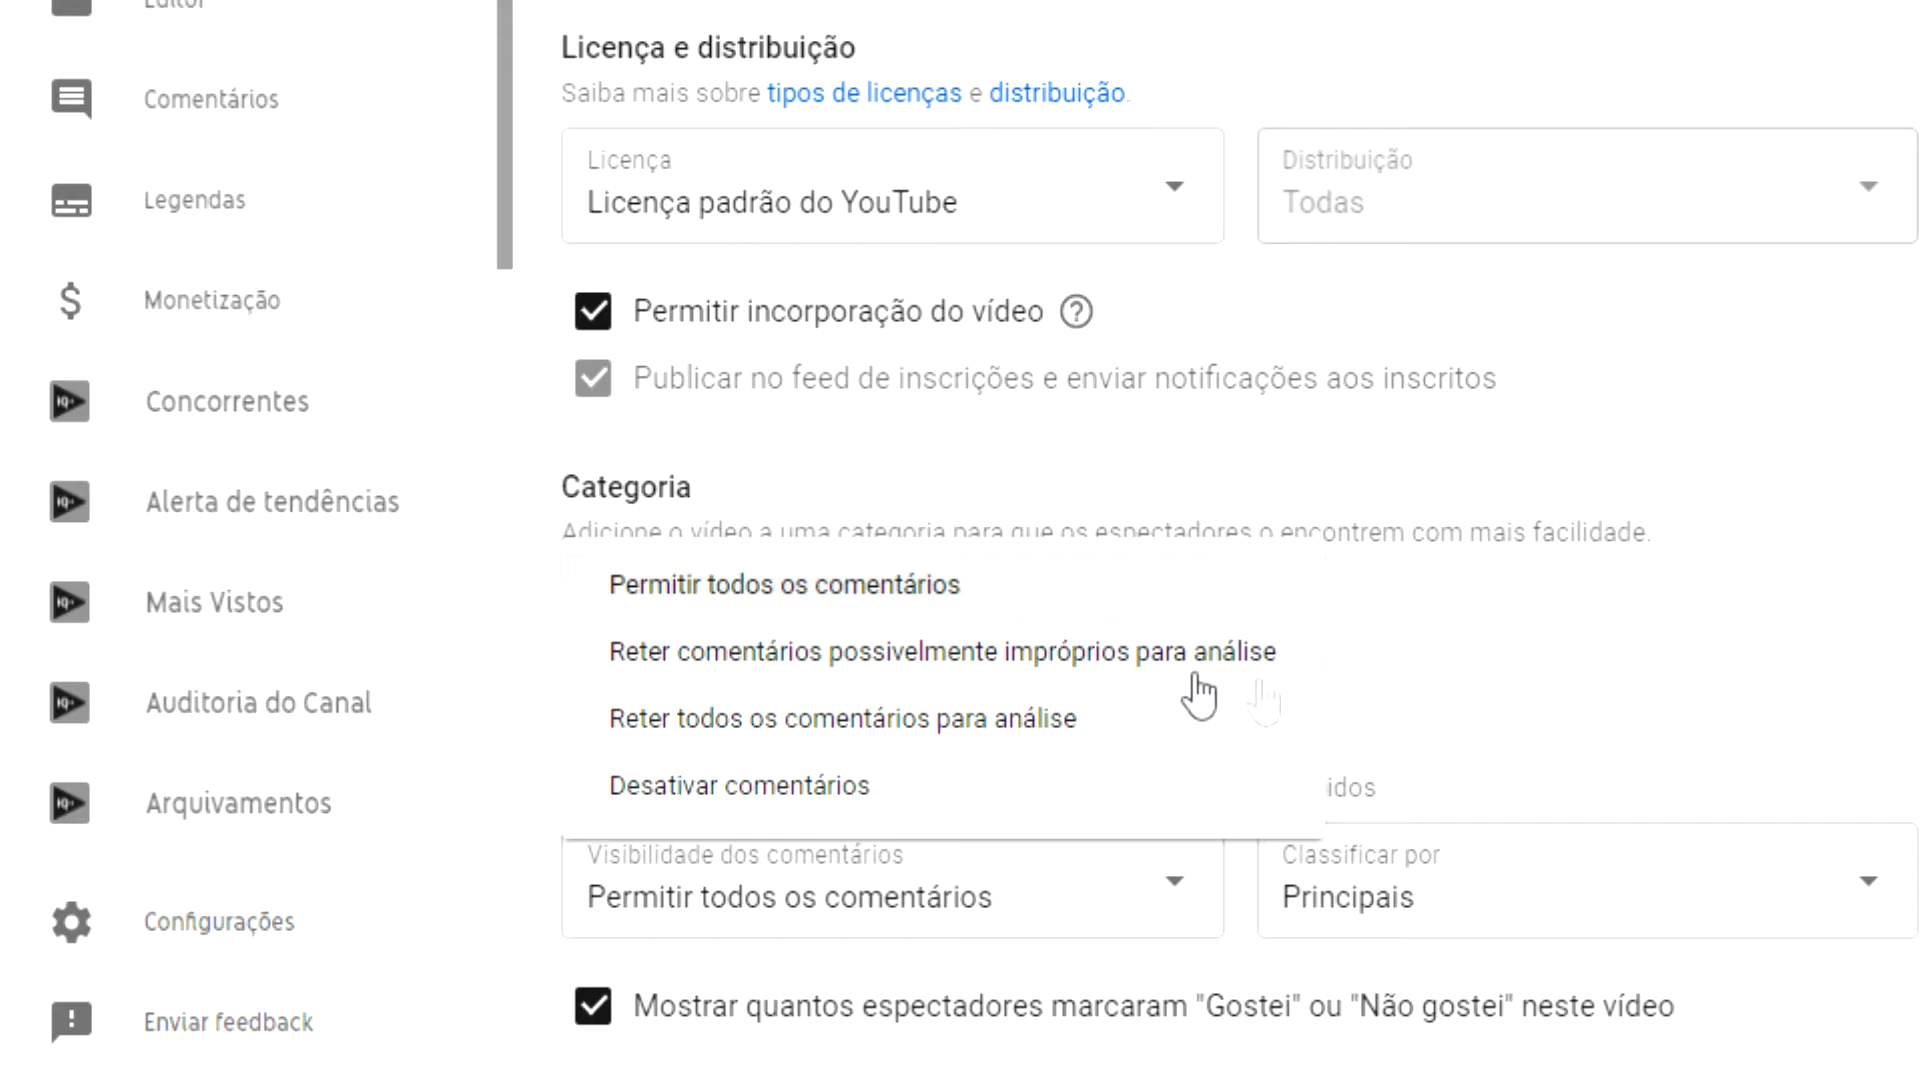 Editor
Comentários
Legendas
Monetização
Concorrentes
Alerta de tendências
Mais Vistos
Auditoria do Canal
Arquivamentos
Configurações
Enviar feedback
Licença e distribuição
Saiba mais sobre tipos de licenças e distribuição.
Licença
Licença padrão do YouTube
Distribuição
Todas
Permitir incorporação do vídeo
Publicar no feed de inscrições e enviar notificações aos inscritos
Categoria
Adicione o vídeo a uma categoria para que os espectadores o encontrem com mais facilidade.
Permitir todos os comentários
Reter comentários possivelmente impróprios para análise
Reter todos os comentários para análise
Desativar comentários
idos
Visibilidade dos comentários
Permitir todos os comentários
Classificar por
Principais
Mostrar quantos espectadores marcaram "Gostei" ou "Não gostei" neste vídeo